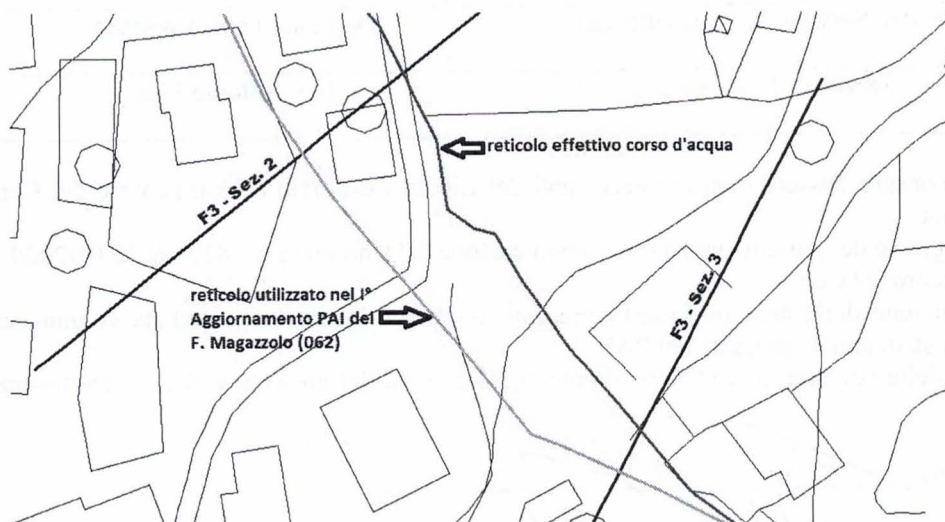 reticolo effettivo corso d'acqua
F3 - Sez. 2
F3 - Sez. 3
reticolo utilizzato nel I°
Aggiornamento PAI del
F. Magazzolo (062)